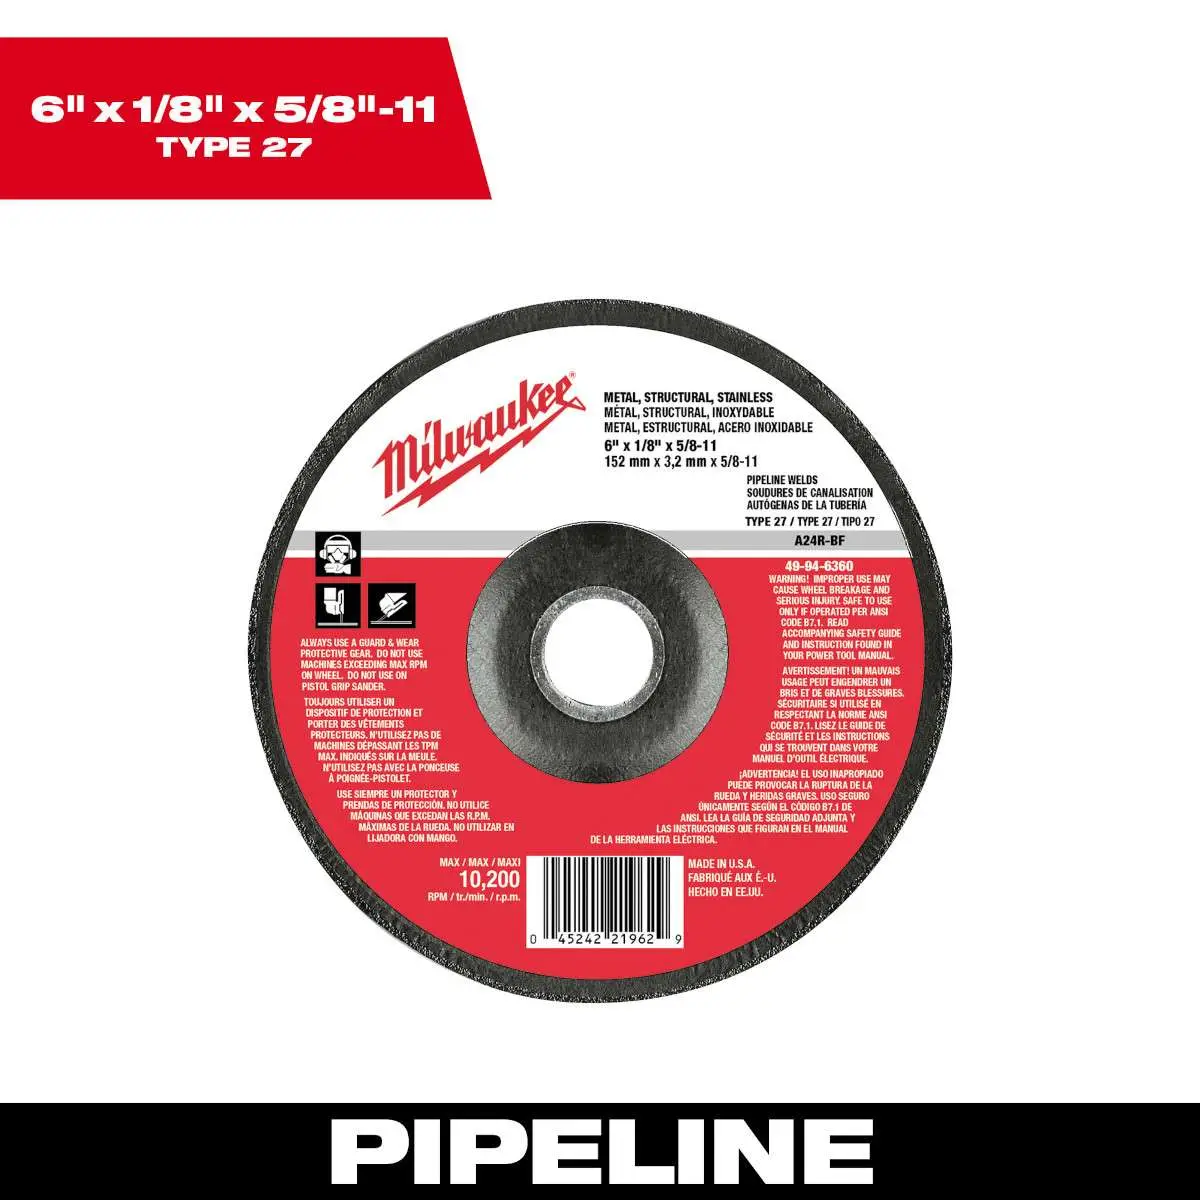 6" x 1/8" x 5/8"-11
TYPE 27
Milwaukee®
METAL, STRUCTURAL, STAINLESS
MÉTAL, STRUCTURAL, INOXYDABLE
METAL, ESTRUCTURAL, ACERO INOXIDABLE
6" x 1/8" x 5/8-11
152 mm x 3,2 mm x 5/8-11
PIPELINE WELDS
SOUDURES DE CANALISATION
AUTÓGENAS DE LA TUBERÍA
TYPE 27 / TYPE 27 / TIPO 27
A24R-BF
49-94-6360
WARNING! IMPROPER USE MAY
CAUSE WHEEL BREAKAGE AND
SERIOUS INJURY. SAFE TO USE
ONLY IF OPERATED PER ANSI
CODE B7.1. READ
ACCOMPANYING SAFETY GUIDE
AND INSTRUCTION FOUND IN
YOUR POWER TOOL MANUAL.
AVERTISSEMENT! UN MAUVAIS
USAGE PEUT ENGENDRER UN
BRIS ET DE GRAVES BLESSURES.
SÉCURITAIRE SI UTILISÉ EN
RESPECTANT LA NORME ANSI
CODE B7.1. LISEZ LE GUIDE DE
SÉCURITÉ ET LES INSTRUCTIONS
QUI SE TROUVENT DANS VOTRE
MANUEL D'OUTIL ÉLECTRIQUE.
¡ADVERTENCIA! EL USO INAPROPIADO
PUEDE PROVOCAR LA RUPTURA DE LA
RUEDA Y HERIDAS GRAVES. USO SEGURO
ÚNICAMENTE SEGÚN EL CÓDIGO B7.1 DE
ANSI. LEA LA GUÍA DE SEGURIDAD ADJUNTA Y
LAS INSTRUCCIONES QUE FIGURAN EN EL MANUAL
DE LA HERRAMIENTA ELÉCTRICA.
ALWAYS USE A GUARD & WEAR
PROTECTIVE GEAR. DO NOT USE
MACHINES EXCEEDING MAX RPM
ON WHEEL. DO NOT USE ON
PISTOL GRIP SANDER.
TOUJOURS UTILISER UN
DISPOSITIF DE PROTECTION ET
PORTER DES VÊTEMENTS
PROTECTEURS. N'UTILISEZ PAS DE
MACHINES DÉPASSANT LES TPM
MAX. INDIQUÉS SUR LA MEULE.
N'UTILISEZ PAS AVEC LA PONCEUSE
À POIGNÉE-PISTOLET.
USE SIEMPRE UN PROTECTOR Y
PRENDAS DE PROTECCIÓN. NO UTILICE
MÁQUINAS QUE EXCEDAN LAS R.P.M.
MÁXIMAS DE LA RUEDA. NO UTILIZAR EN
LIJADORA CON MANGO.
MAX / MAX / MAXI
10,200
RPM / tr./min. / r.p.m.
0 45242 21962 9
MADE IN U.S.A.
FABRIQUÉ AUX É.-U.
HECHO EN EE.UU.
PIPELINE